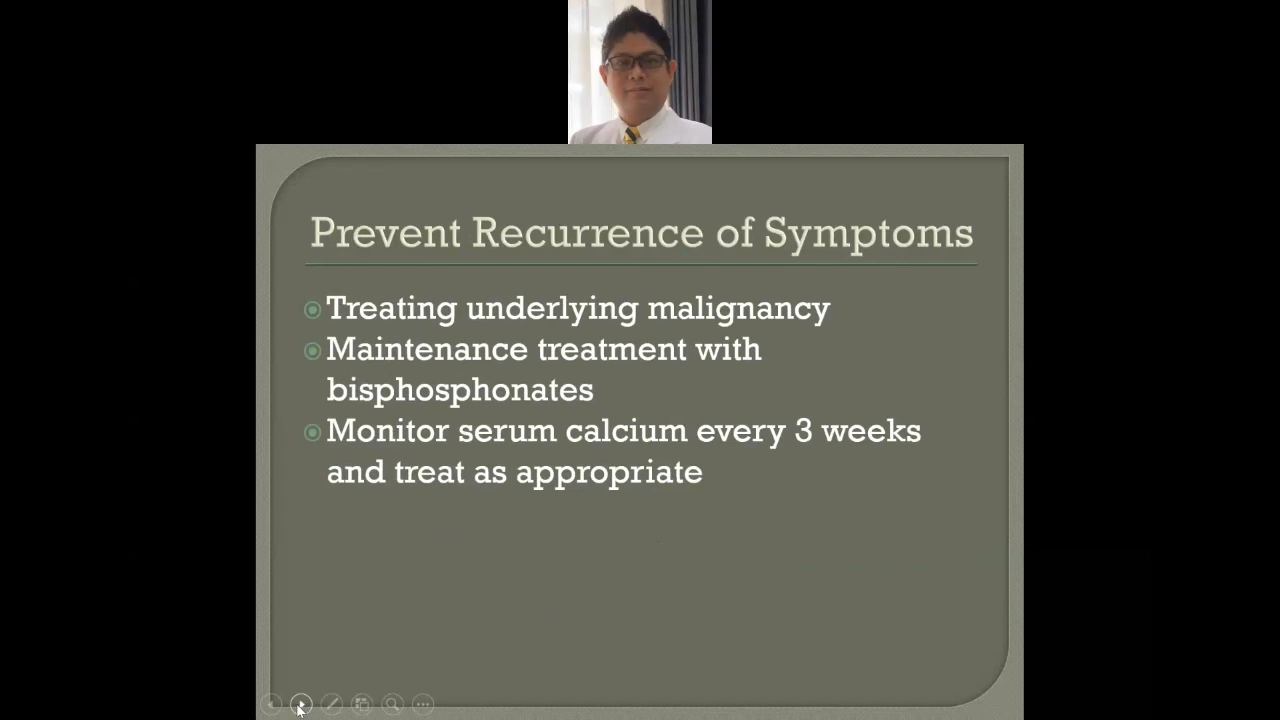 Prevent Recurrence of Symptoms
Treating underlying malignancy
Maintenance treatment with
bisphosphonates
Monitor serum calcium every 3 weeks
and treat as appropriate